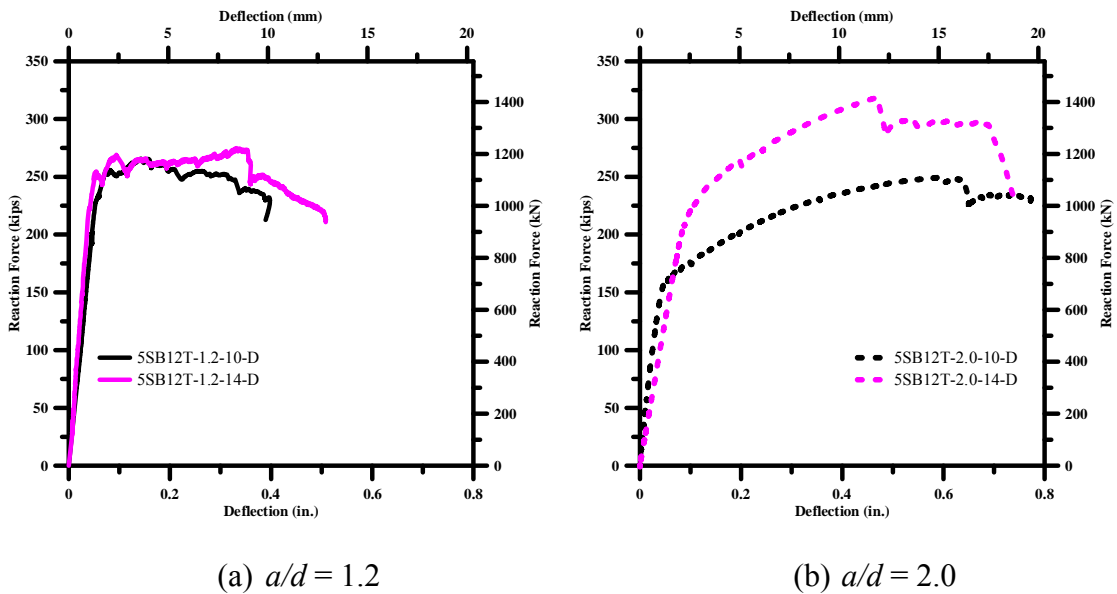 Deflection (mm)
0 5 10 15 20
350
300
250
200
150
100
50
0
Reaction Force (kips)
1400
1200
1000
800
600
400
200
0
Reaction Force (kN)
5SB12T-1.2-10-D
5SB12T-1.2-14-D
0 0.2 0.4 0.6 0.8
Deflection (in.)
(a) a/d = 1.2
Deflection (mm)
0 5 10 15 20
350
300
250
200
150
100
50
0
Reaction Force (kips)
1400
1200
1000
800
600
400
200
0
Reaction Force (kN)
5SB12T-2.0-10-D
5SB12T-2.0-14-D
0 0.2 0.4 0.6 0.8
Deflection (in.)
(b) a/d = 2.0